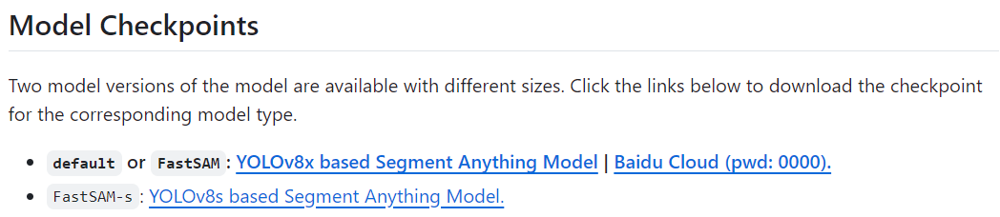 Model Checkpoints
Two model versions of the model are available with different sizes. Click the links below to download the checkpoint
for the corresponding model type.
• default or FastSAM: YOLOv8x based Segment Anything Model | Baidu Cloud (pwd: 0000).
• FastSAM-s: YOLOv8s based Segment Anything Model.